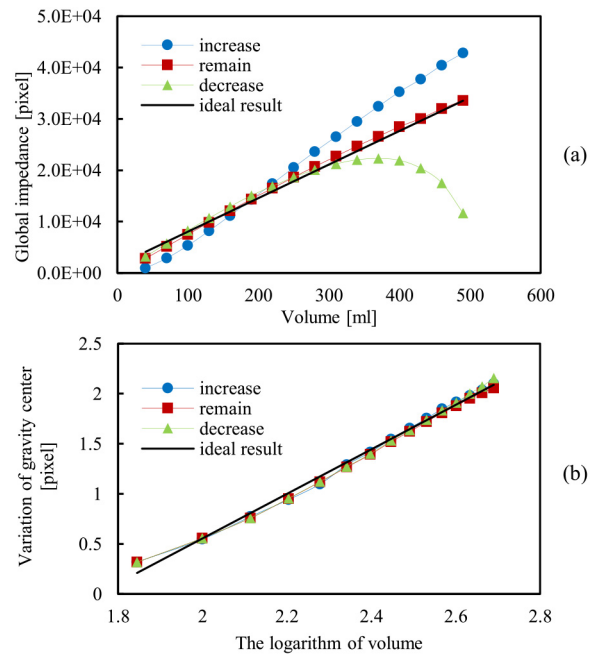 5.0E+04
4.0E+04
3.0E+04
2.0E+04
1.0E+04
0.0E+00
Global impedance [pixel]
increase
remain
decrease
ideal result
(a)
0 100 200 300 400 500 600
Volume [ml]
2.5
2
1.5
1
0.5
0
Variation of gravity center
[pixel]
increase
remain
decrease
ideal result
(b)
1.8 2 2.2 2.4 2.6 2.8
The logarithm of volume